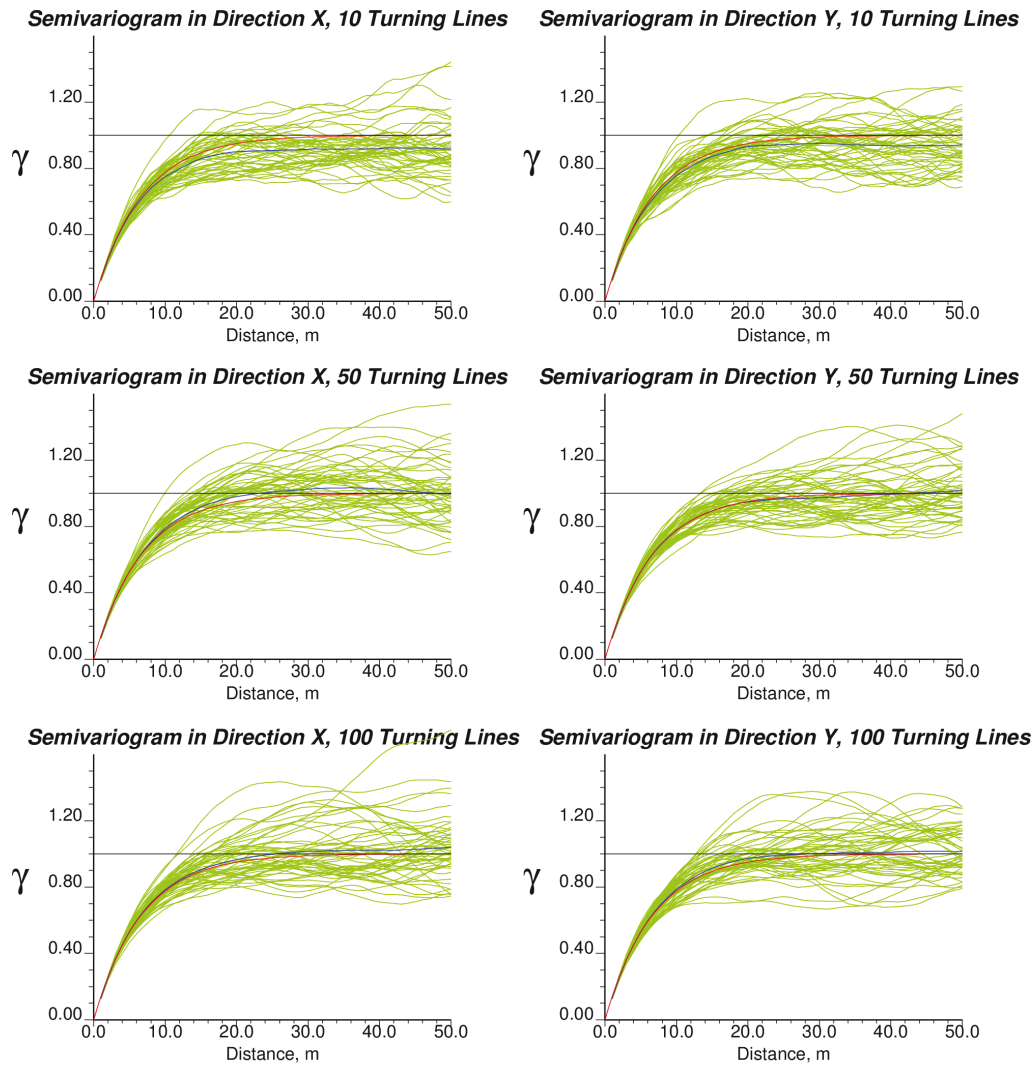 Semivariogram in Direction X, 10 Turning Lines
1.20
0.80
0.40
0.00
γ
0.0 10.0 20.0 30.0 40.0 50.0
Distance, m
Semivariogram in Direction Y, 10 Turning Lines
1.20
0.80
0.40
0.00
γ
0.0 10.0 20.0 30.0 40.0 50.0
Distance, m
Semivariogram in Direction X, 50 Turning Lines
1.20
0.80
0.40
0.00
γ
0.0 10.0 20.0 30.0 40.0 50.0
Distance, m
Semivariogram in Direction Y, 50 Turning Lines
1.20
0.80
0.40
0.00
γ
0.0 10.0 20.0 30.0 40.0 50.0
Distance, m
Semivariogram in Direction X, 100 Turning Lines
1.20
0.80
0.40
0.00
γ
0.0 10.0 20.0 30.0 40.0 50.0
Distance, m
Semivariogram in Direction Y, 100 Turning Lines
1.20
0.80
0.40
0.00
γ
0.0 10.0 20.0 30.0 40.0 50.0
Distance, m